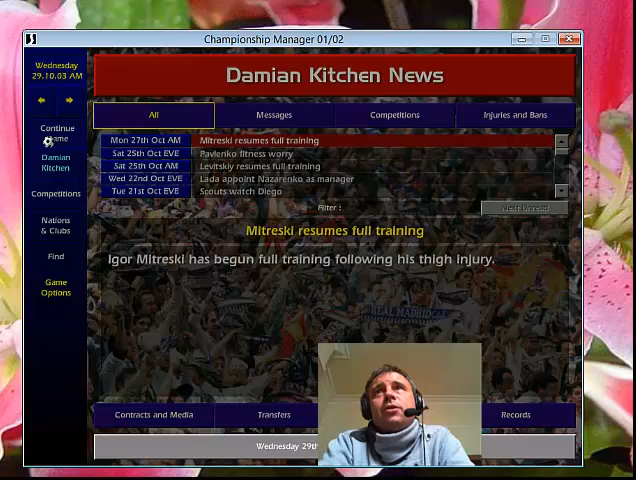 Championship Manager 01/02
Wednesday
29.10.03 AM
Continue
Damian
Kitchen
Competitions
Nations
& Clubs
Find
Game
Options
Damian Kitchen News
All
Messages
Competitions
Injuries and Bans
Mon 27th Oct AM
Mitreski resumes full training
Sat 25th Oct EVE
Pavlenko fitness worry
Sat 25th Oct AM
Levitskiy resumes full training
Wed 22nd Oct EVE
Lada appoint Nazarenko as manager
Tue 21st Oct EVE
Scouts watch Diego
Filter :
Next Unread
Mitreski resumes full training
Igor Mitreski has begun full training following his thigh injury.
REAL MADRID
Contracts and Media
Transfers
Records
Wednesday 29th